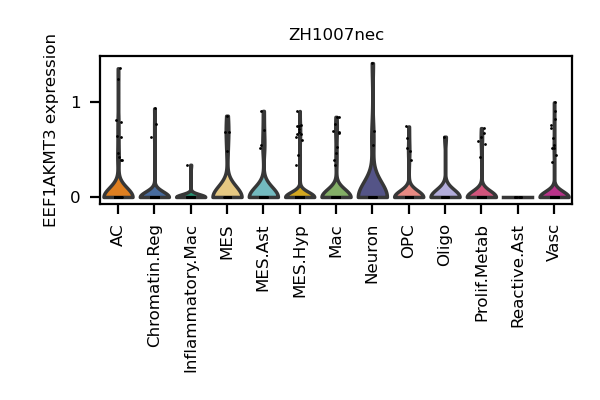 ZH1007nec
EEF1AKMT3 expression
1
0
AC
Chromatin.Reg
Inflammatory.Mac
MES
MES.Ast
MES.Hyp
Mac
Neuron
OPC
Oligo
Prolif.Metab
Reactive.Ast
Vasc